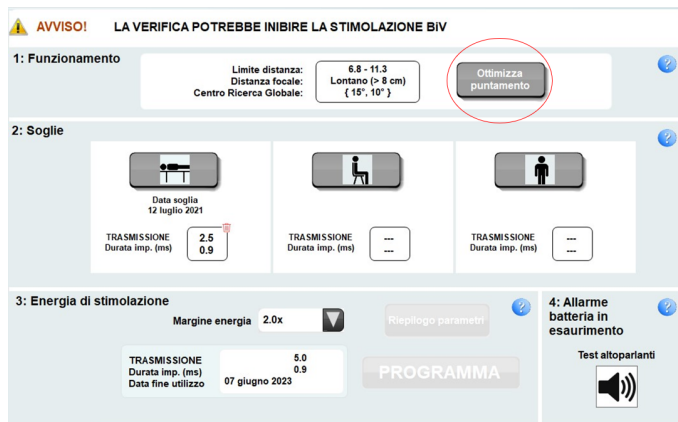 AVVISO! LA VERIFICA POTREBBE INIBIRE LA STIMOLAZIONE BiV
1: Funzionamento
Limite distanza: 6.8 - 11.3
Distanza focale: Lontano (> 8 cm)
Centro Ricerca Globale: { 15°, 10° }
Ottimizza
puntamento
?
2: Soglie
?
Data soglia
12 luglio 2021
TRASMISSIONE 2.5
Durata imp. (ms) 0.9
TRASMISSIONE ---
Durata imp. (ms) ---
TRASMISSIONE ---
Durata imp. (ms) ---
3: Energia di stimolazione
Margine energia 2.0x
Riepilogo parametri
?
TRASMISSIONE 5.0
Durata imp. (ms) 0.9
Data fine utilizzo 07 giugno 2023
PROGRAMMA
4: Allarme
batteria in
esaurimento
?
Test altoparlanti